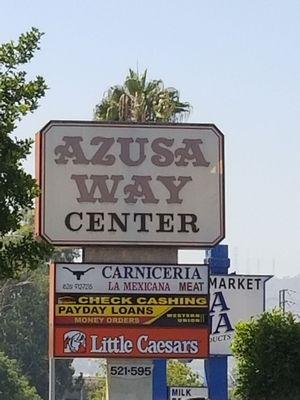 AZUSA
WAY
CENTER
CARNICERIA
LA MEXICANA MEAT
CHECK CASHING
PAYDAY LOANS
MONEY ORDERS
WESTERN
UNION
Little Caesars
521-595
MARKET
MILK